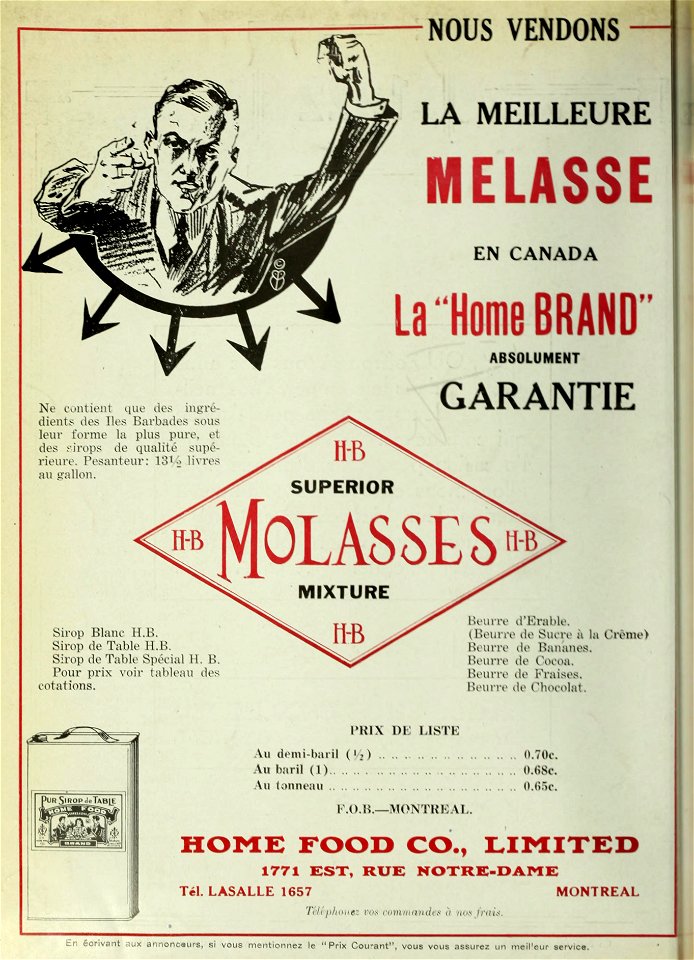 NOUS VENDONS
LA MEILLEURE
MELASSE
EN CANADA
La "Home BRAND"
ABSOLUMENT
GARANTIE
Ne contient que des ingré-
dients des Iles Barbades sous
leur forme la plus pure, et
des sirops de qualité supé-
rieure. Pesanteur: 13½ livres
au gallon.
H-B
SUPERIOR
H-B MOLASSES H-B
MIXTURE
H-B
Sirop Blanc H.B.
Sirop de Table H.B.
Sirop de Table Spécial H. B.
Pour prix voir tableau des
cotations.
Beurre d'Erable.
(Beurre de Sucre à la Crême)
Beurre de Bananes.
Beurre de Cocoa.
Beurre de Fraises.
Beurre de Chocolat.
PRIX DE LISTE
Au demi-baril (½) . . . . . . . . . . . . 0.70c.
Au baril (1) . . . . . . . . . . . . . . . . 0.68c.
Au tonneau . . . . . . . . . . . . . . . . 0.65c.
F.O.B.—MONTREAL.
PUR SIROP de TABLE
HOME FOOD
BRAND
HOME FOOD CO., LIMITED
1771 EST, RUE NOTRE-DAME
Tél. LASALLE 1657 MONTREAL
Téléphonez vos commandes à nos frais.
En écrivant aux annonceurs, si vous mentionnez le "Prix Courant", vous vous assurez un meil'eur service.